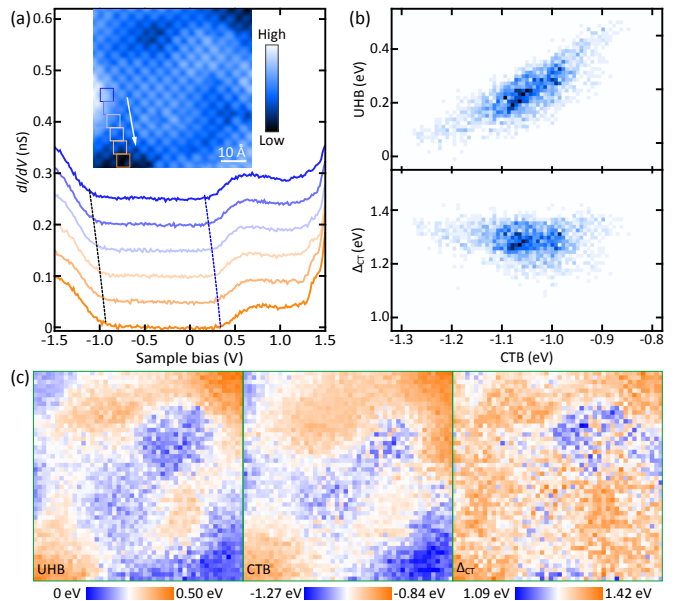 (a)
0.6
0.5
0.4
0.3
0.2
0.1
0
dI/dV (nS)
High
Low
10 Å
-1.5 -1.0 -0.5 0 0.5 1.0 1.5
Sample bias (V)
(b)
0.4
0.2
0
UHB (eV)
1.4
1.2
1.0
ΔCT (eV)
-1.3 -1.2 -1.1 -1.0 -0.9 -0.8
CTB (eV)
(c)
UHB CTB ΔCT
0 eV 0.50 eV -1.27 eV -0.84 eV 1.09 eV 1.42 eV